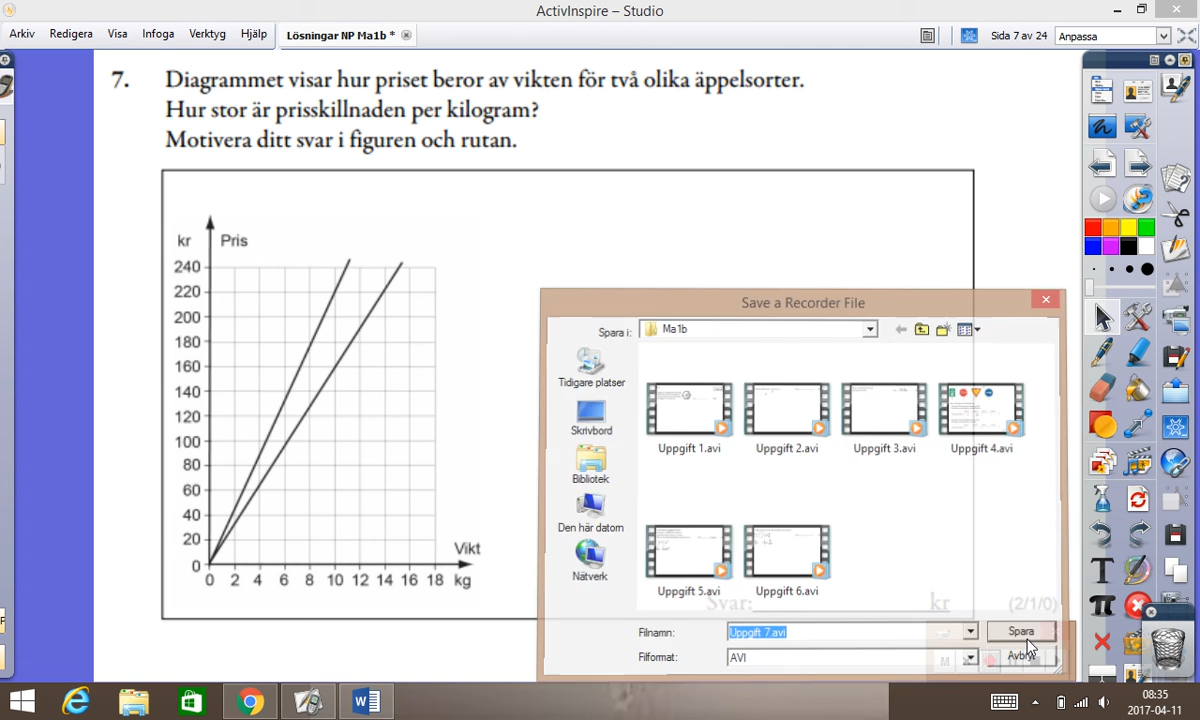 ActivInspire – Studio
Arkiv Redigera Visa Infoga Verktyg Hjälp Lösningar NP Ma1b * Sida 7 av 24 Anpassa
7. Diagrammet visar hur priset beror av vikten för två olika äppelsorter.
Hur stor är prisskillnaden per kilogram?
Motivera ditt svar i figuren och rutan.
kr Pris
240
220
200
180
160
140
120
100
80
60
40
20
0
Vikt
0 2 4 6 8 10 12 14 16 18 kg
Save a Recorder File
Spara i: Ma1b
Tidigare platser
Skrivbord
Bibliotek
Den här datorn
Nätverk
Uppgift 1.avi Uppgift 2.avi Uppgift 3.avi Uppgift 4.avi
Uppgift 5.avi Uppgift 6.avi
Svar: kr (2/1/0)
Filnamn: Uppgift 7.avi Spara
Filformat: AVI Avbryt
T
08:35
2017-04-11